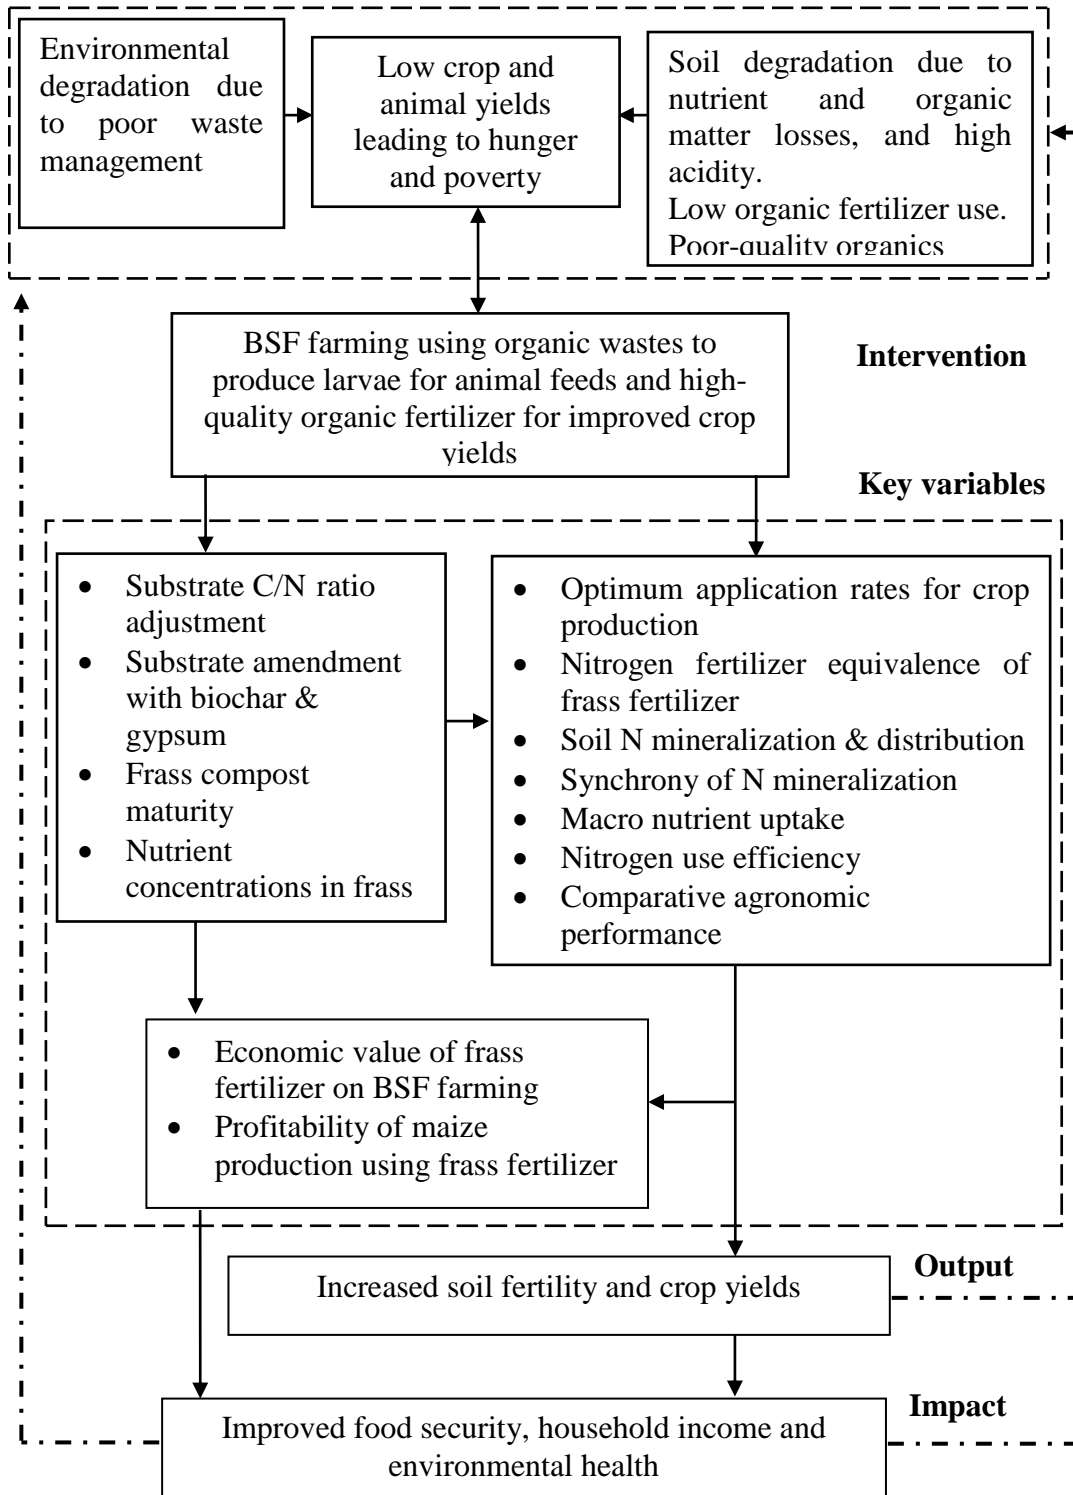 Environmental
degradation due
to poor waste
management
Low crop and
animal yields
leading to hunger
and poverty
Soil degradation due to
nutrient and organic
matter losses, and high
acidity.
Low organic fertilizer use.
Poor-quality organics
BSF farming using organic wastes to
produce larvae for animal feeds and high-
quality organic fertilizer for improved crop
yields
Intervention
Key variables
• Substrate C/N ratio
adjustment
• Substrate amendment
with biochar &
gypsum
• Frass compost
maturity
• Nutrient
concentrations in frass
• Optimum application rates for crop
production
• Nitrogen fertilizer equivalence of
frass fertilizer
• Soil N mineralization & distribution
• Synchrony of N mineralization
• Macro nutrient uptake
• Nitrogen use efficiency
• Comparative agronomic
performance
• Economic value of frass
fertilizer on BSF farming
• Profitability of maize
production using frass fertilizer
Output
Increased soil fertility and crop yields
Impact
Improved food security, household income and
environmental health